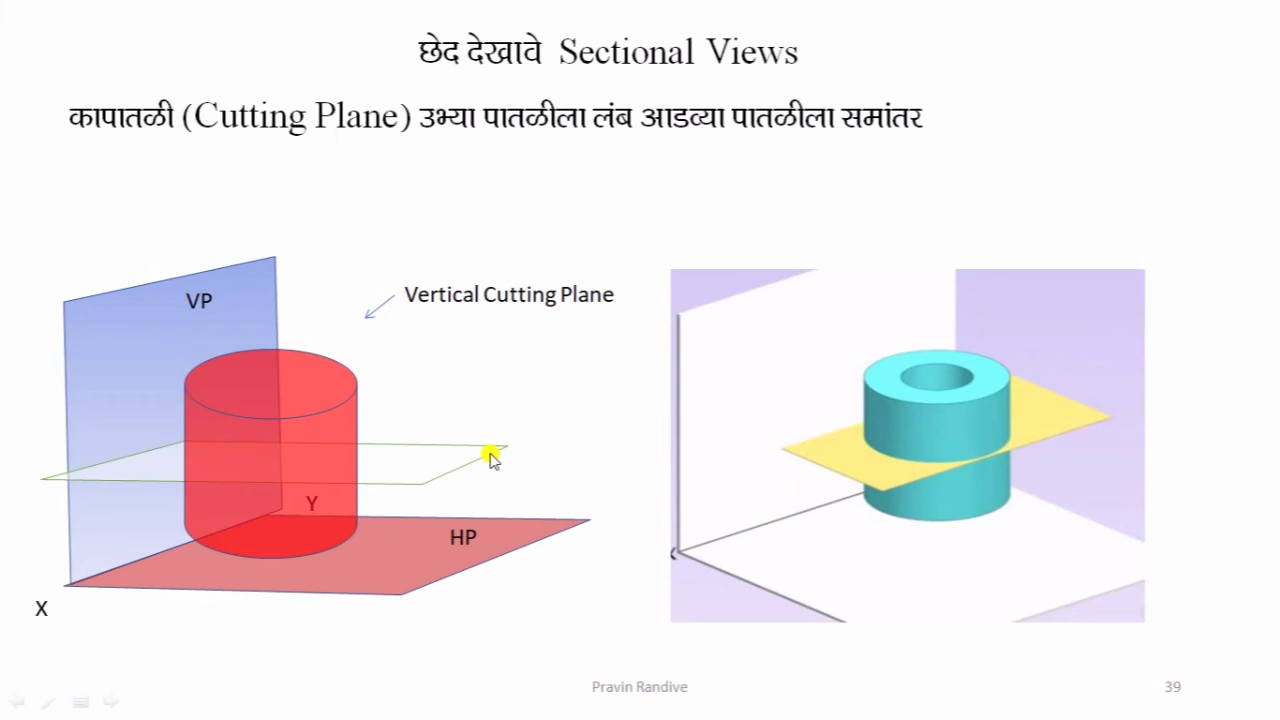 छेद देखावे Sectional Views
कापातळी (Cutting Plane) उभ्या पातळीला लंब आडव्या पातळीला समांतर
VP
Vertical Cutting Plane
Y
HP
X
Pravin Randive
39